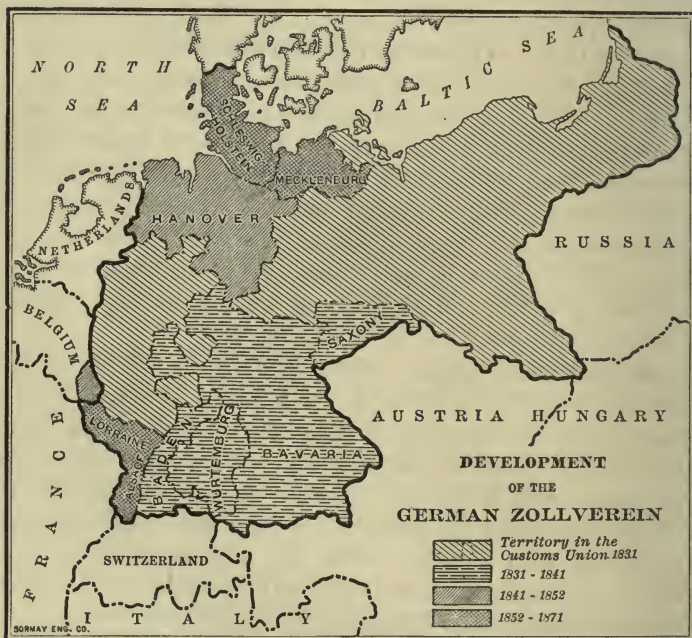 NORTH
SEA
BALTIC SEA
SCHLESWIG
HOLSTEIN
MECKLENBURG
HANOVER
NETHERLANDS
RUSSIA
BELGIUM
SAXONY
LORRAINE
ALSACE
BADEN
WURTEMBURG
BAVARIA
AUSTRIA HUNGARY
FRANCE
SWITZERLAND
ITALY
DEVELOPMENT
OF THE
GERMAN ZOLLVEREIN
Territory in the
Customs Union 1831
1831 - 1841
1841 - 1852
1852 - 1871
BORMAY ENG. CO.